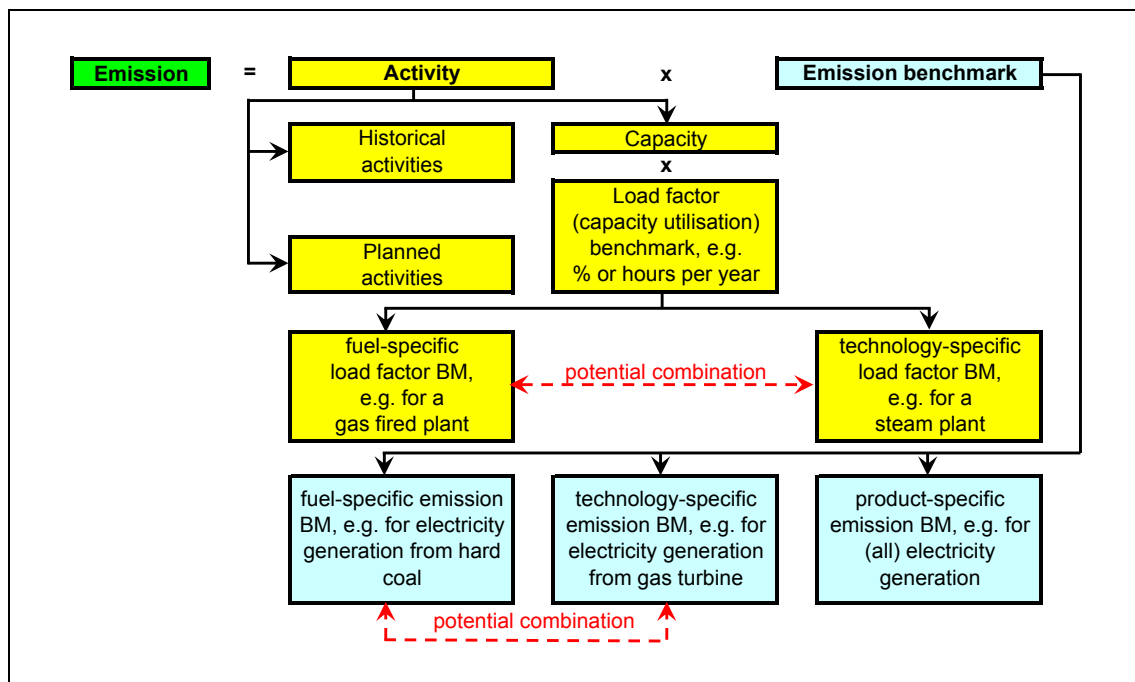 Emission = Activity x Emission benchmark
Historical
activities
Capacity
x
Load factor
(capacity utilisation)
benchmark, e.g.
% or hours per year
Planned
activities
fuel-specific
load factor BM,
e.g. for a
gas fired plant
potential combination
technology-specific
load factor BM,
e.g. for a
steam plant
fuel-specific emission
BM, e.g. for electricity
generation from hard
coal
technology-specific
emission BM, e.g. for
electricity generation
from gas turbine
product-specific
emission BM, e.g. for
(all) electricity
generation
potential combination